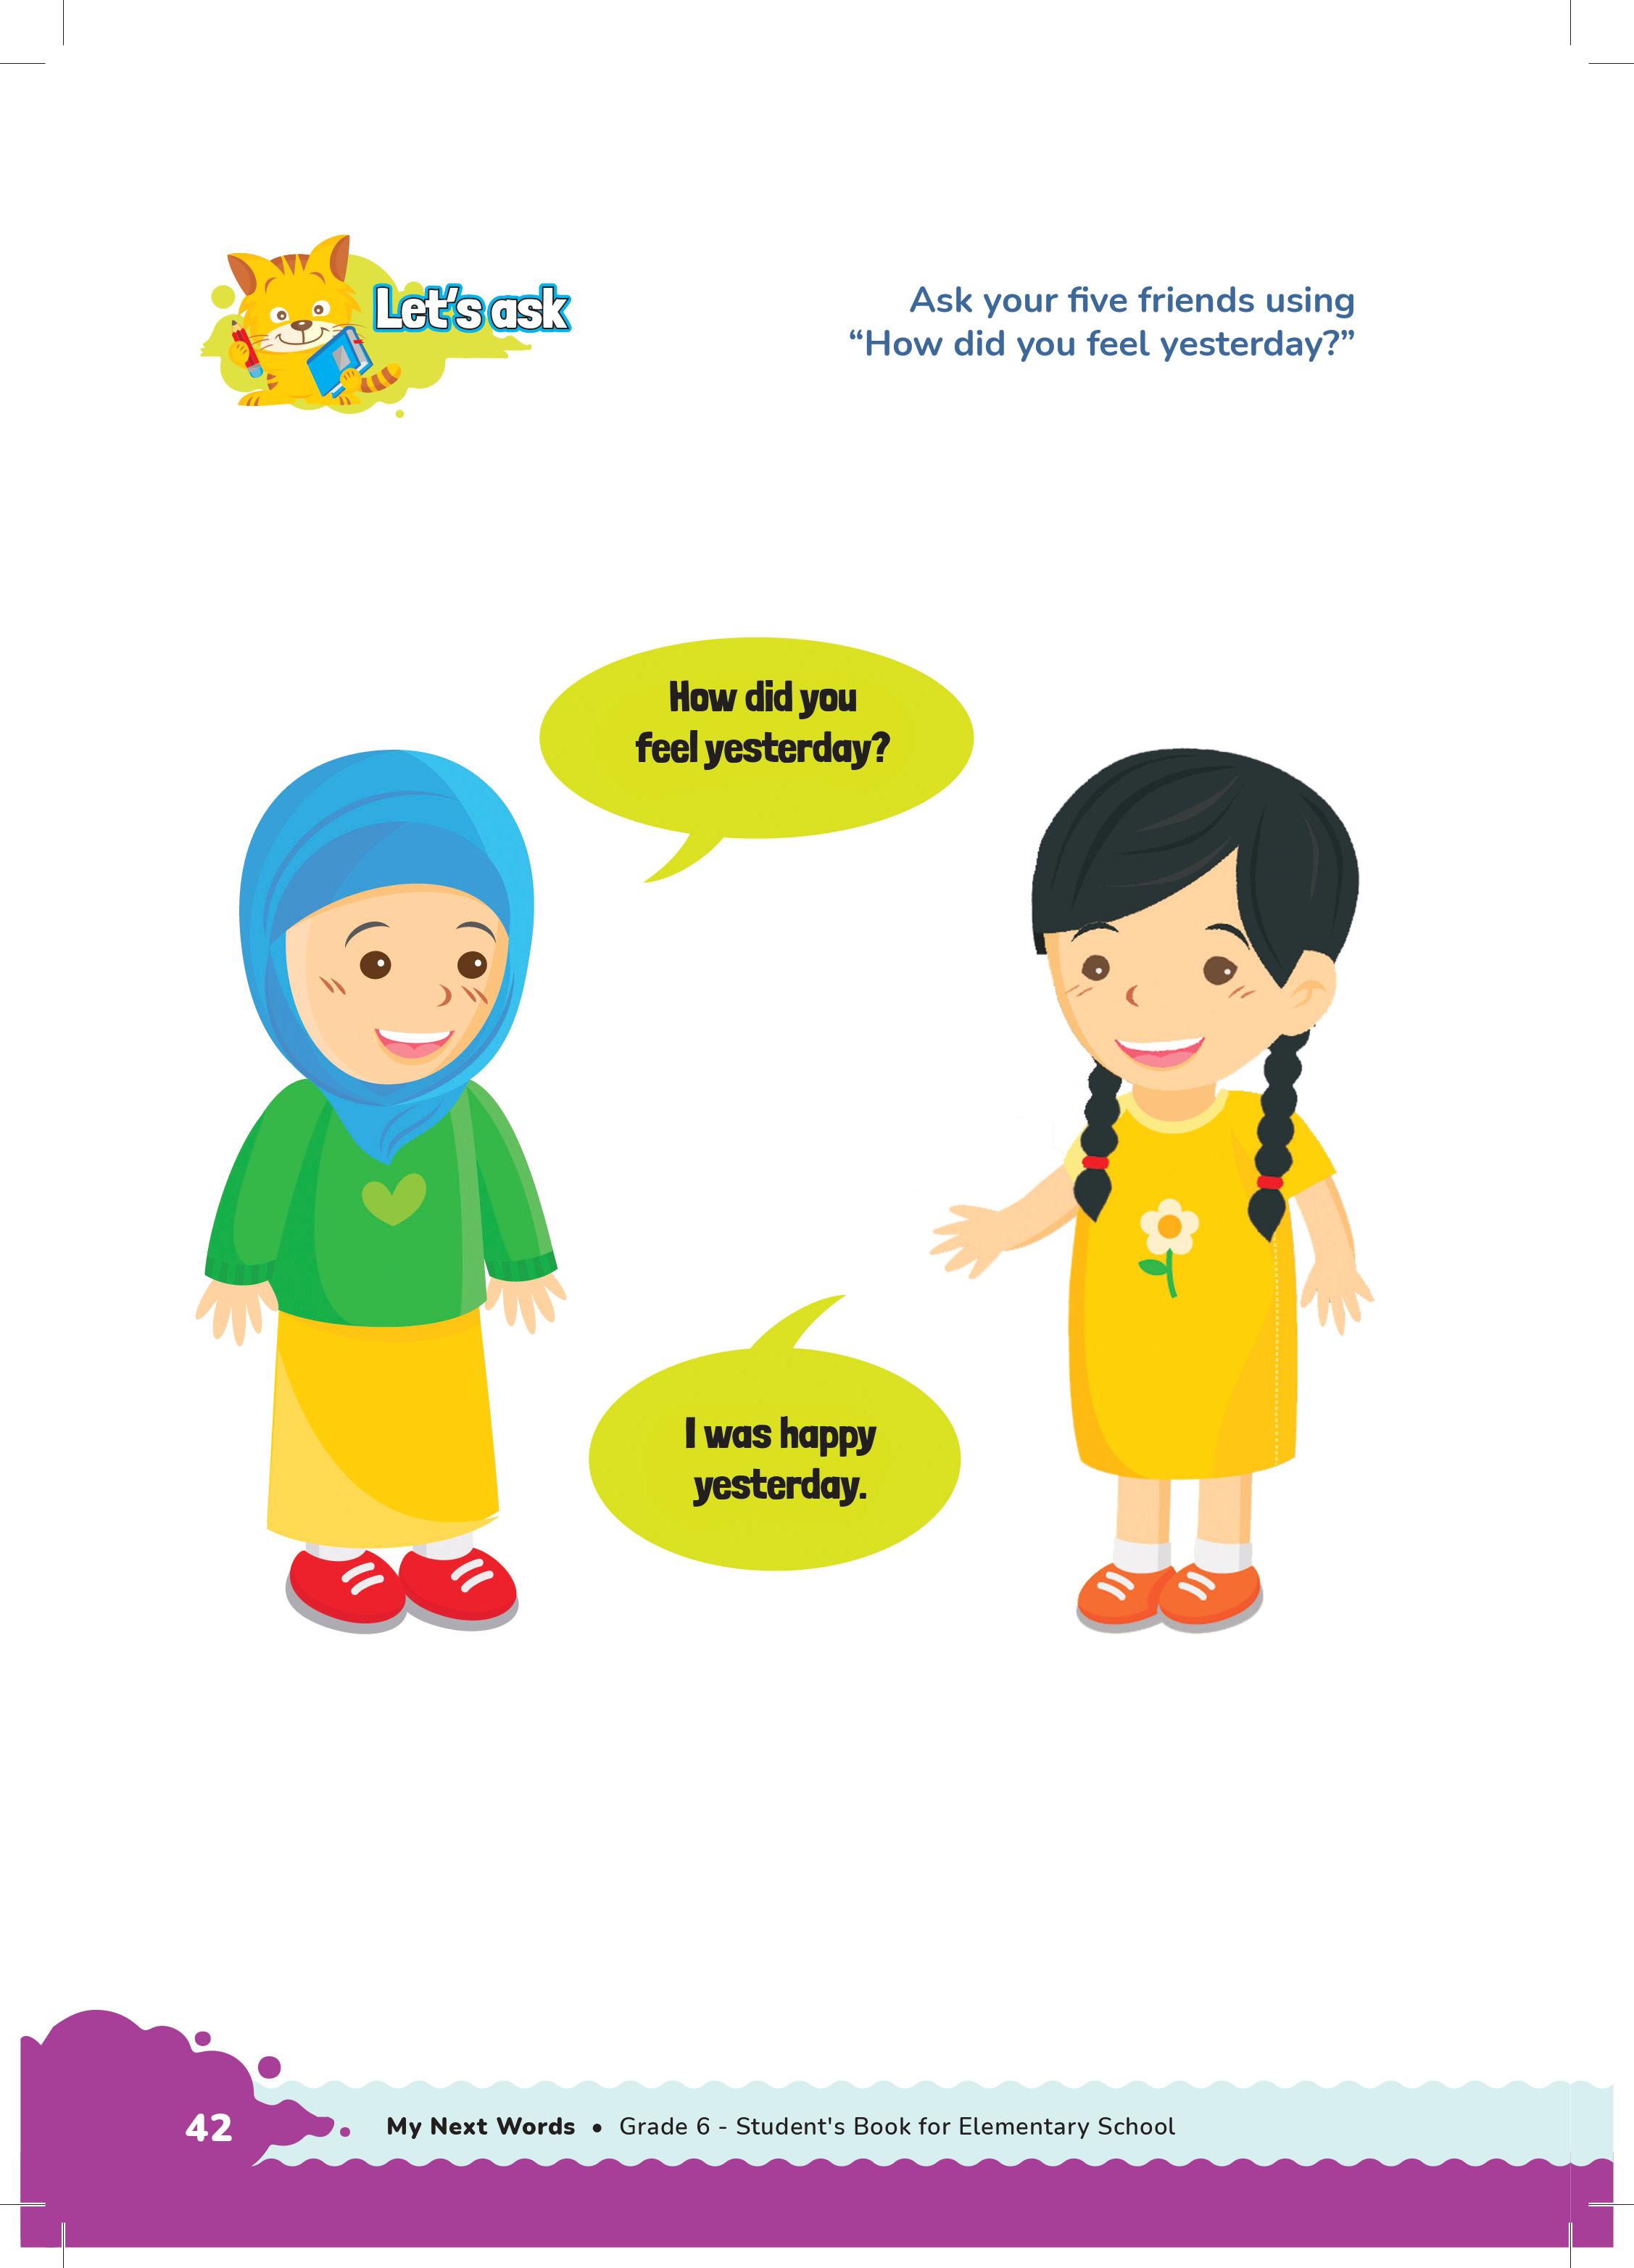 Let's ask
Ask your five friends using
“How did you feel yesterday?”
How did you
feel yesterday?
I was happy
yesterday.
42
My Next Words • Grade 6 - Student's Book for Elementary School